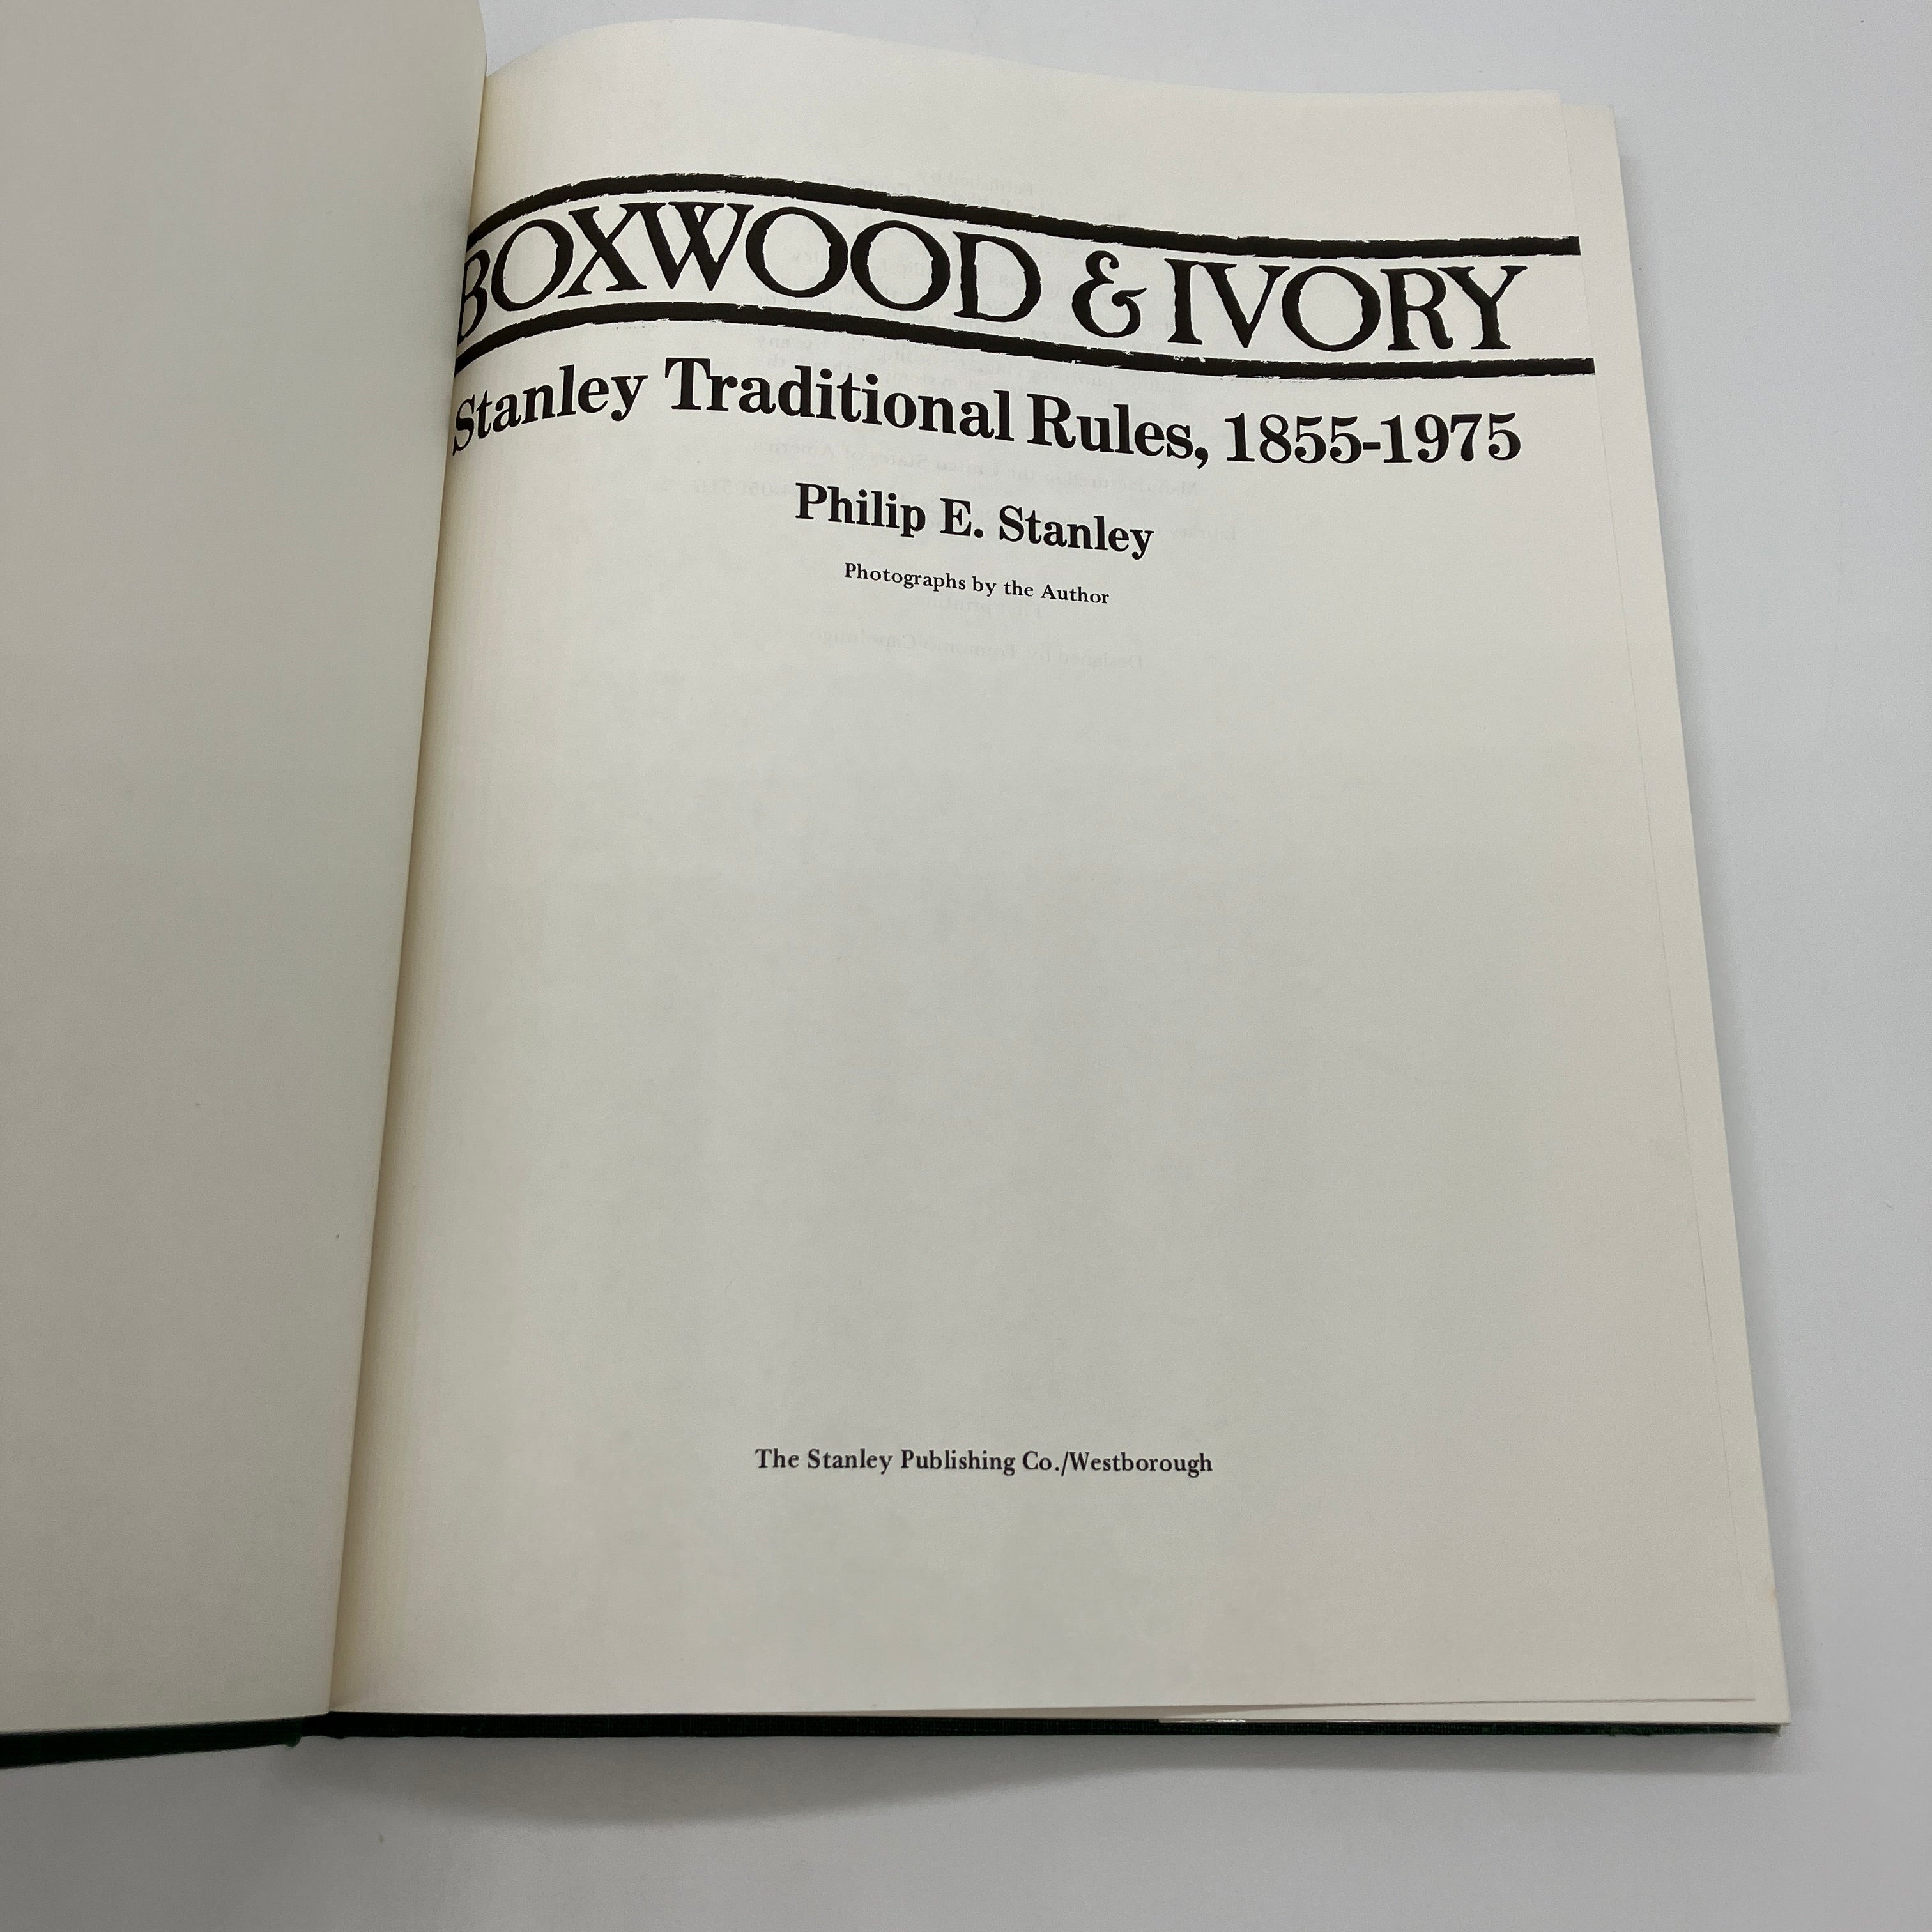 BOXWOOD & IVORY
Stanley Traditional Rules, 1855-1975
Philip E. Stanley
Photographs by the Author
The Stanley Publishing Co./Westborough